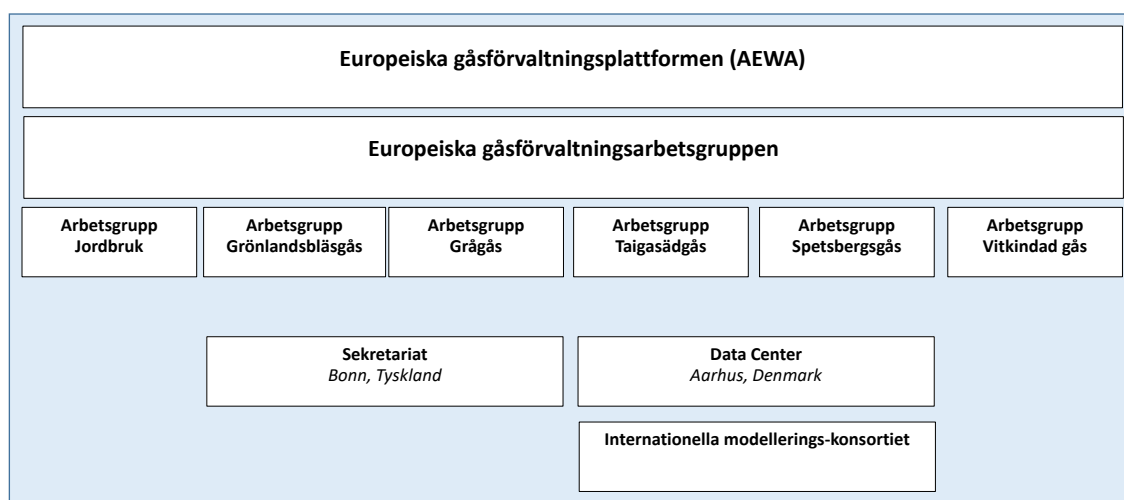 Europeiska gåsförvaltningsplattformen (AEWA)
Europeiska gåsförvaltningsarbetsgruppen
Arbetsgrupp
Jordbruk
Arbetsgrupp
Grönlandsbläsgås
Arbetsgrupp
Grågås
Arbetsgrupp
Taigasädgås
Arbetsgrupp
Spetsbergsgås
Arbetsgrupp
Vitkindad gås
Sekretariat
Bonn, Tyskland
Data Center
Aarhus, Denmark
Internationella modellerings-konsortiet